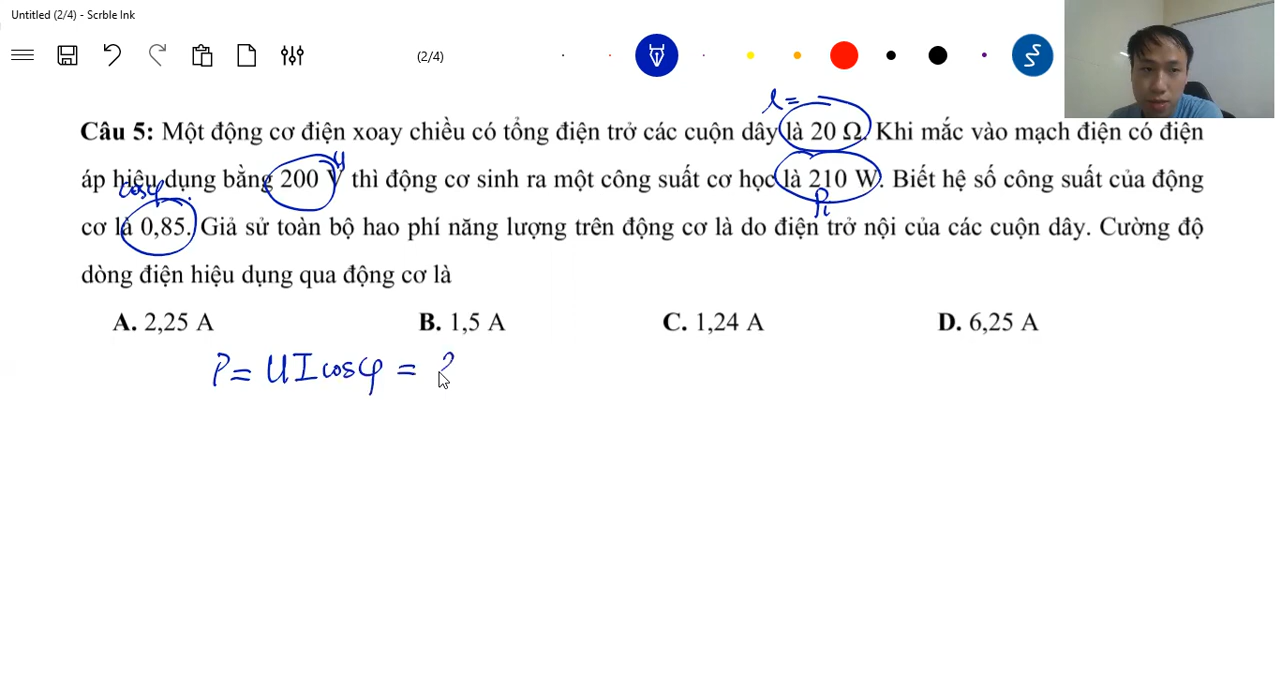 Untitled (2/4) - Scrble Ink
(2/4)
r =
Câu 5: Một động cơ điện xoay chiều có tổng điện trở các cuộn dây là 20 Ω. Khi mắc vào mạch điện có điện
U
áp hiệu dụng bằng 200 V thì động cơ sinh ra một công suất cơ học là 210 W. Biết hệ số công suất của động
cosφ
Pi
cơ là 0,85. Giả sử toàn bộ hao phí năng lượng trên động cơ là do điện trở nội của các cuộn dây. Cường độ
dòng điện hiệu dụng qua động cơ là
A. 2,25 A B. 1,5 A C. 1,24 A D. 6,25 A
P = UI cosφ =